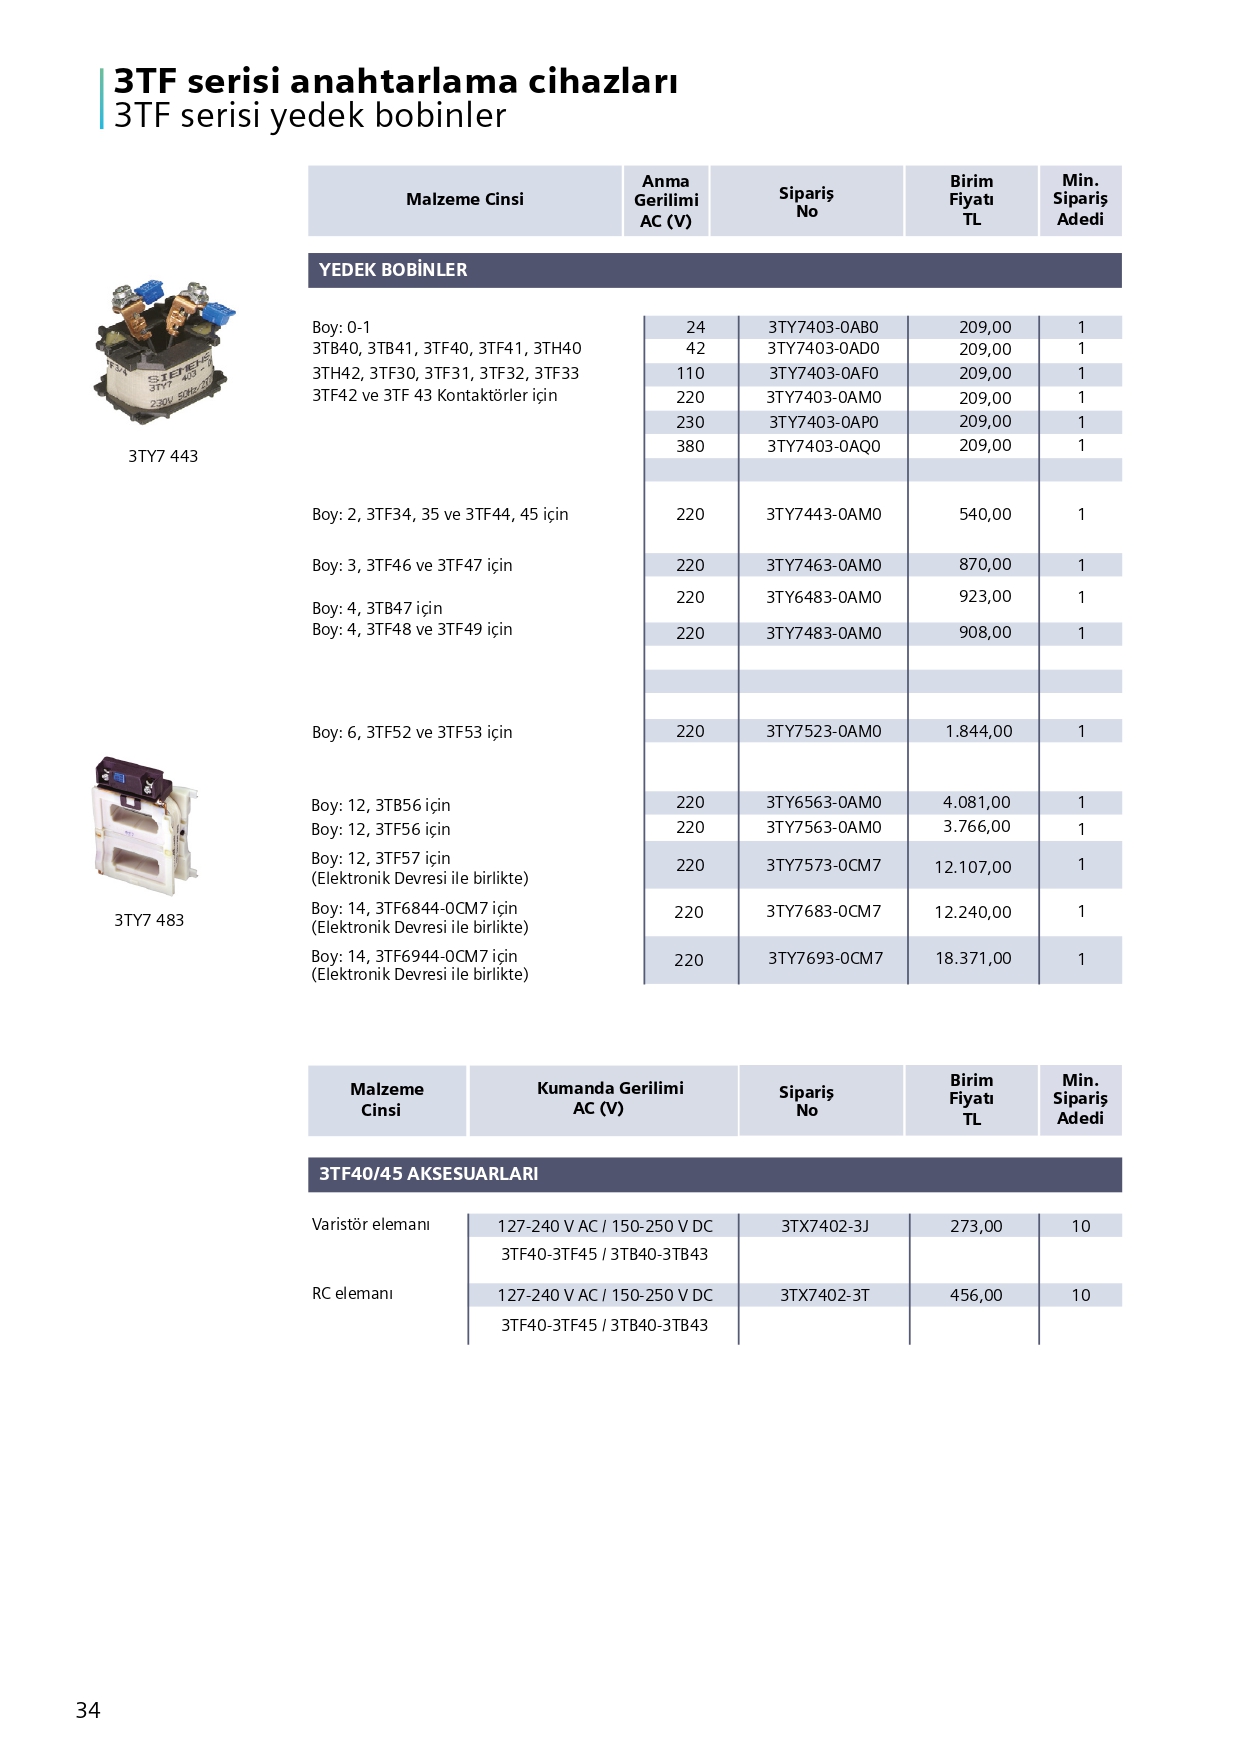 3TF serisi anahtarlama cihazları
3TF serisi yedek bobinler
Malzeme Cinsi
Anma Gerilimi AC (V)
Sipariş No
Birim Fiyatı TL
Min. Sipariş Adedi
YEDEK BOBİNLER
Boy: 0-1 24 3TY7403-0AB0 209,00 1
3TB40, 3TB41, 3TF40, 3TF41, 3TH40 42 3TY7403-0AD0 209,00 1
3TH42, 3TF30, 3TF31, 3TF32, 3TF33 110 3TY7403-0AF0 209,00 1
3TF42 ve 3TF 43 Kontaktörler için 220 3TY7403-0AM0 209,00 1
230 3TY7403-0AP0 209,00 1
380 3TY7403-0AQ0 209,00 1
SIEMENS
3TY7 403 -
230V 50Hz/
3TY7 443
Boy: 2, 3TF34, 35 ve 3TF44, 45 için 220 3TY7443-0AM0 540,00 1
Boy: 3, 3TF46 ve 3TF47 için 220 3TY7463-0AM0 870,00 1
Boy: 4, 3TB47 için 220 3TY6483-0AM0 923,00 1
Boy: 4, 3TF48 ve 3TF49 için 220 3TY7483-0AM0 908,00 1
Boy: 6, 3TF52 ve 3TF53 için 220 3TY7523-0AM0 1.844,00 1
Boy: 12, 3TB56 için 220 3TY6563-0AM0 4.081,00 1
Boy: 12, 3TF56 için 220 3TY7563-0AM0 3.766,00 1
Boy: 12, 3TF57 için 220 3TY7573-0CM7 12.107,00 1
(Elektronik Devresi ile birlikte)
Boy: 14, 3TF6844-0CM7 için 220 3TY7683-0CM7 12.240,00 1
(Elektronik Devresi ile birlikte)
3TY7 483
Boy: 14, 3TF6944-0CM7 için 220 3TY7693-0CM7 18.371,00 1
(Elektronik Devresi ile birlikte)
Malzeme Cinsi
Kumanda Gerilimi AC (V)
Sipariş No
Birim Fiyatı TL
Min. Sipariş Adedi
3TF40/45 AKSESUARLARI
Varistör elemanı 127-240 V AC / 150-250 V DC 3TX7402-3J 273,00 10
3TF40-3TF45 / 3TB40-3TB43
RC elemanı 127-240 V AC / 150-250 V DC 3TX7402-3T 456,00 10
3TF40-3TF45 / 3TB40-3TB43
34